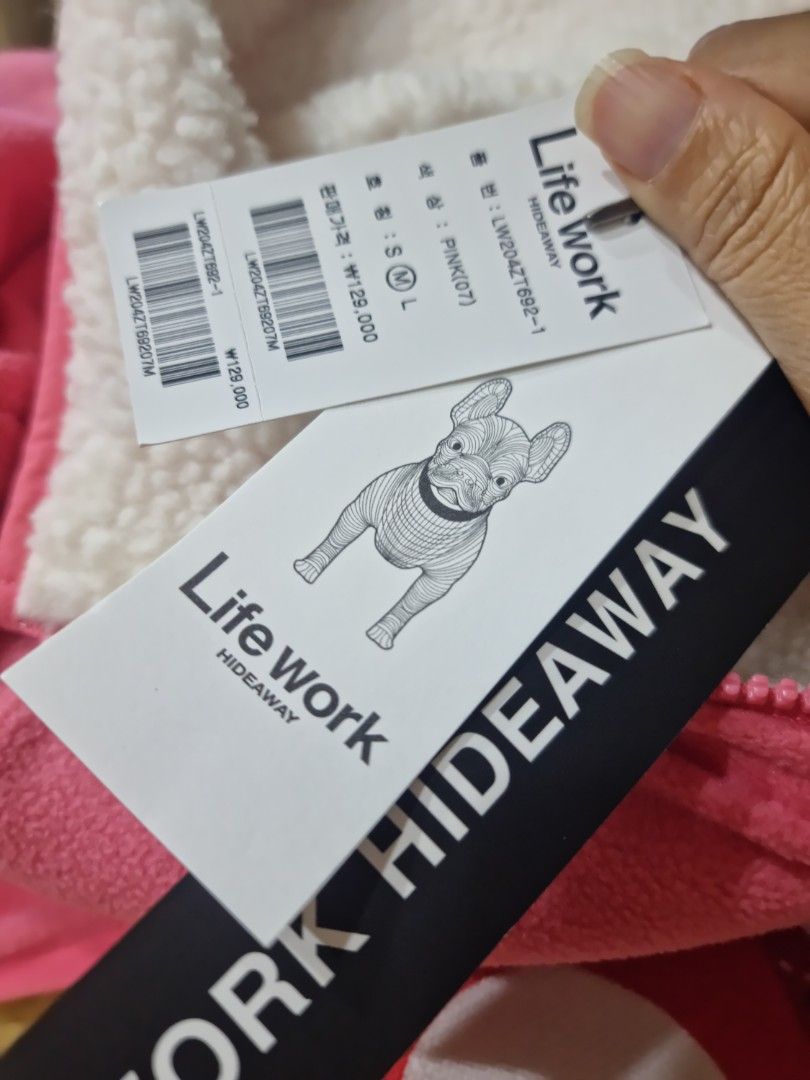 Life Work
HIDEAWAY
품 번 : LW204ZT692-1
색 상 : PINK(07)
호 칭 : S M L
판매가격 : ₩129,000
LW204ZT69207M
LW204ZT692-1
₩129,000
LW204ZT69207M
Life Work
HIDEAWAY
ORK HIDEAWAY